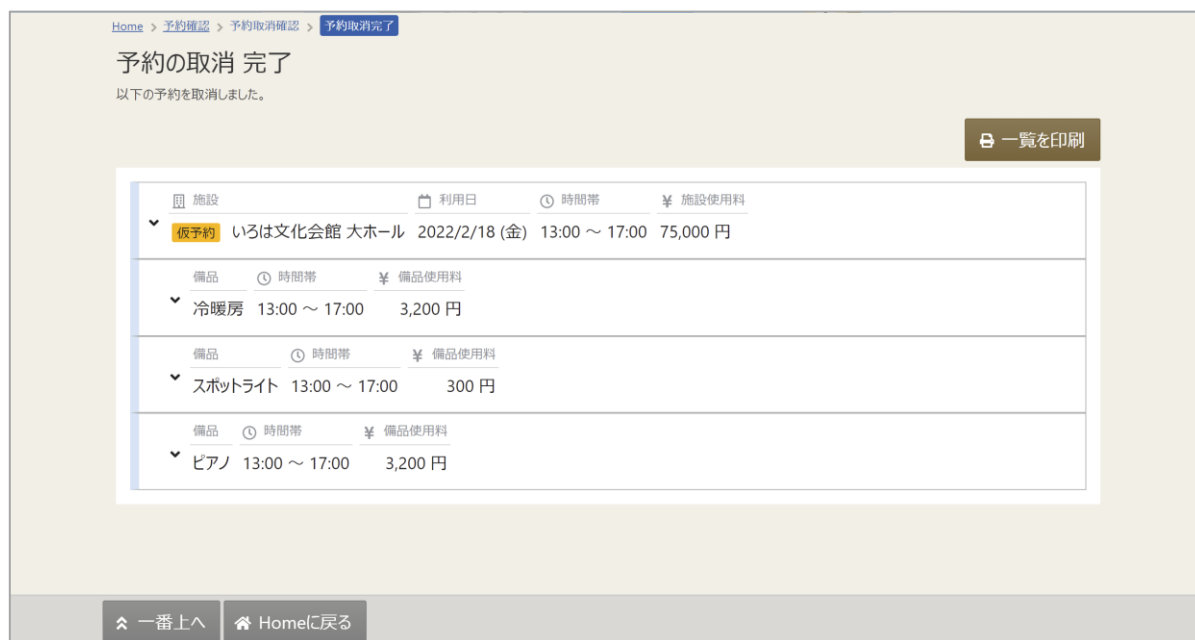 Home > 予約確認 > 予約取消確認 > 予約取消完了
予約の取消 完了
以下の予約を取消しました。
一覧を印刷
施設 利用日 時間帯 ¥ 施設使用料
仮予約 いろは文化会館 大ホール 2022/2/18 (金) 13:00 ～ 17:00 75,000 円
備品 時間帯 ¥ 備品使用料
冷暖房 13:00 ～ 17:00 3,200 円
備品 時間帯 ¥ 備品使用料
スポットライト 13:00 ～ 17:00 300 円
備品 時間帯 ¥ 備品使用料
ピアノ 13:00 ～ 17:00 3,200 円
一番上へ Homeに戻る